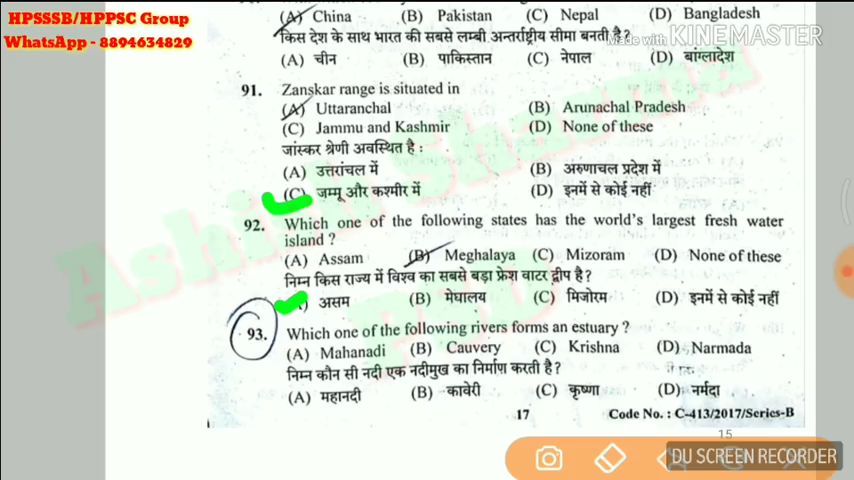 HPSSSB/HPPSC Group
WhatsApp - 8894634829
Made with KINEMASTER
(A) China (B) Pakistan (C) Nepal (D) Bangladesh
किस देश के साथ भारत की सबसे लम्बी अन्तर्राष्ट्रीय सीमा बनती है?
(A) चीन (B) पाकिस्तान (C) नेपाल (D) बांग्लादेश
91. Zanskar range is situated in
(A) Uttaranchal (B) Arunachal Pradesh
(C) Jammu and Kashmir (D) None of these
जांस्कर श्रेणी अवस्थित है :
(A) उत्तरांचल में (B) अरुणाचल प्रदेश में
(C) जम्मू और कश्मीर में (D) इनमें से कोई नहीं
92. Which one of the following states has the world's largest fresh water
island ?
(A) Assam (B) Meghalaya (C) Mizoram (D) None of these
निम्न किस राज्य में विश्व का सबसे बड़ा फ्रेश वाटर द्वीप है?
असम (B) मेघालय (C) मिजोरम (D) इनमें से कोई नहीं
93. Which one of the following rivers forms an estuary ?
(A) Mahanadi (B) Cauvery (C) Krishna (D) Narmada
निम्न कौन सी नदी एक नदीमुख का निर्माण करती है?
(A) महानदी (B) कावेरी (C) कृष्णा (D) नर्मदा
17 Code No. : C-413/2017/Series-B
15
DU SCREEN RECORDER